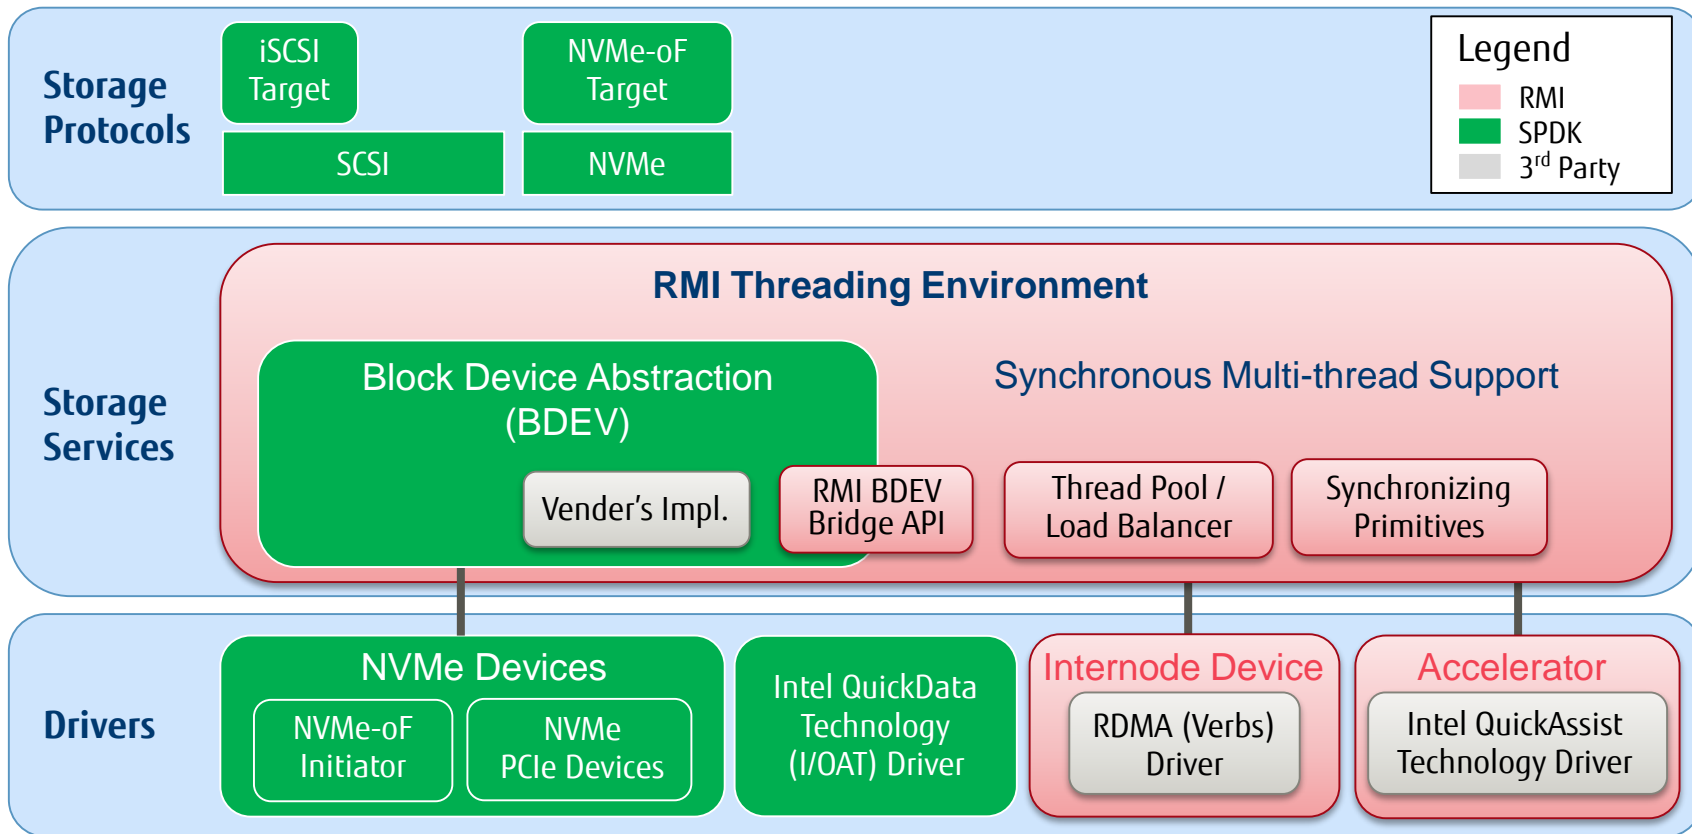 Storage
Protocols
iSCSI
Target
NVMe-oF
Target
SCSI
NVMe
Legend
RMI
SPDK
3rd Party
Storage
Services
RMI Threading Environment
Block Device Abstraction
(BDEV)
Synchronous Multi-thread Support
Vender's Impl.
RMI BDEV
Bridge API
Thread Pool /
Load Balancer
Synchronizing
Primitives
Drivers
NVMe Devices
NVMe-oF
Initiator
NVMe
PCIe Devices
Intel QuickData
Technology
(I/OAT) Driver
Internode Device
RDMA (Verbs)
Driver
Accelerator
Intel QuickAssist
Technology Driver